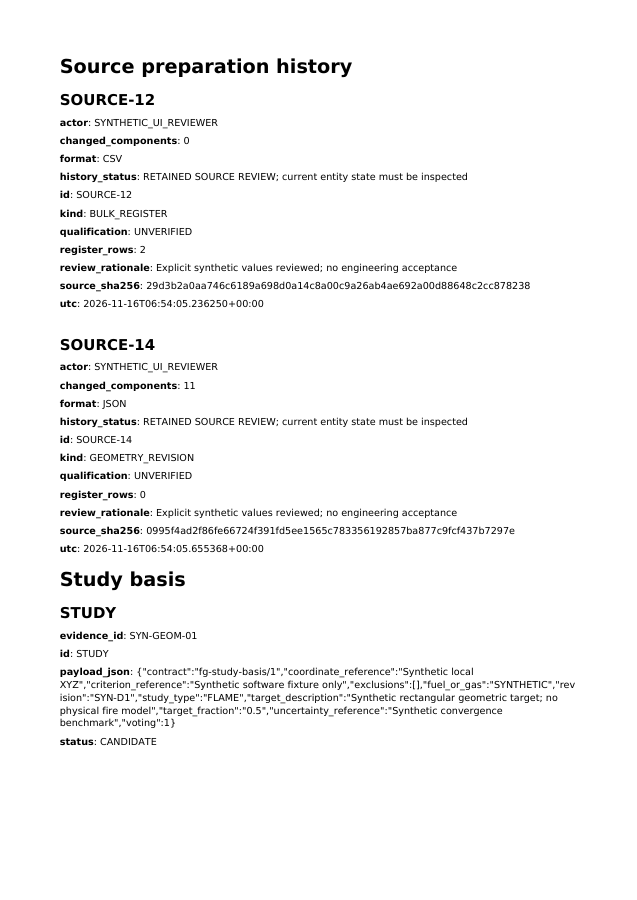 Source preparation history
SOURCE-12
actor: SYNTHETIC_UI_REVIEWER
changed_components: 0
format: CSV
history_status: RETAINED SOURCE REVIEW; current entity state must be inspected
id: SOURCE-12
kind: BULK_REGISTER
qualification: UNVERIFIED
register_rows: 2
review_rationale: Explicit synthetic values reviewed; no engineering acceptance
source_sha256: 29d3b2a0aa746c6189a698d0a14c8a00c9a26ab4ae692a00d88648c2cc878238
utc: 2026-11-16T06:54:05.236250+00:00
SOURCE-14
actor: SYNTHETIC_UI_REVIEWER
changed_components: 11
format: JSON
history_status: RETAINED SOURCE REVIEW; current entity state must be inspected
id: SOURCE-14
kind: GEOMETRY_REVISION
qualification: UNVERIFIED
register_rows: 0
review_rationale: Explicit synthetic values reviewed; no engineering acceptance
source_sha256: 0995f4ad2f86fe66724f391fd5ee1565c783356192857ba877c9fcf437b7297e
utc: 2026-11-16T06:54:05.655368+00:00
Study basis
STUDY
evidence_id: SYN-GEOM-01
id: STUDY
payload_json: {"contract":"fg-study-basis/1","coordinate_reference":"Synthetic local
XYZ","criterion_reference":"Synthetic software fixture only","exclusions":[],"fuel_or_gas":"SYNTHETIC","rev
ision":"SYN-D1","study_type":"FLAME","target_description":"Synthetic rectangular geometric target; no
physical fire model","target_fraction":"0.5","uncertainty_reference":"Synthetic convergence
benchmark","voting":1}
status: CANDIDATE